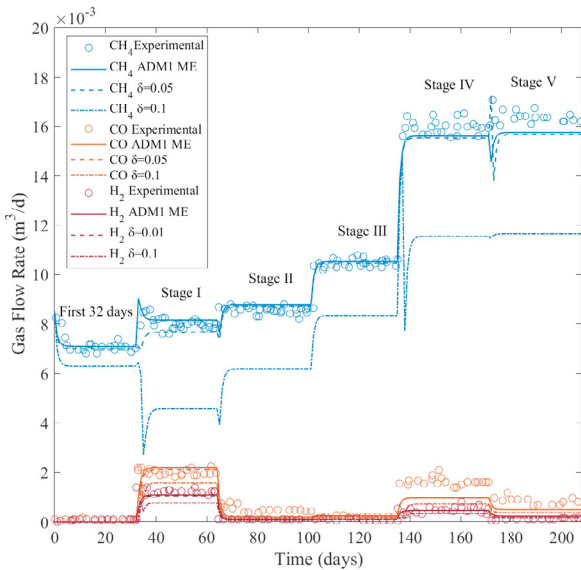 ×10⁻³
20
18
16
14
12
10
8
6
4
2
0
Gas Flow Rate (m³/d)
CH₄Experimental
CH₄ ADM1 ME
CH₄ δ=0.05
CH₄ δ=0.1
CO Experimental
CO ADM1 ME
CO δ=0.05
CO δ=0.1
H₂ Experimental
H₂ ADM1 ME
H₂ δ=0.01
H₂ δ=0.1
First 32 days
Stage I
Stage II
Stage III
Stage IV
Stage V
0 20 40 60 80 100 120 140 160 180 200
Time (days)